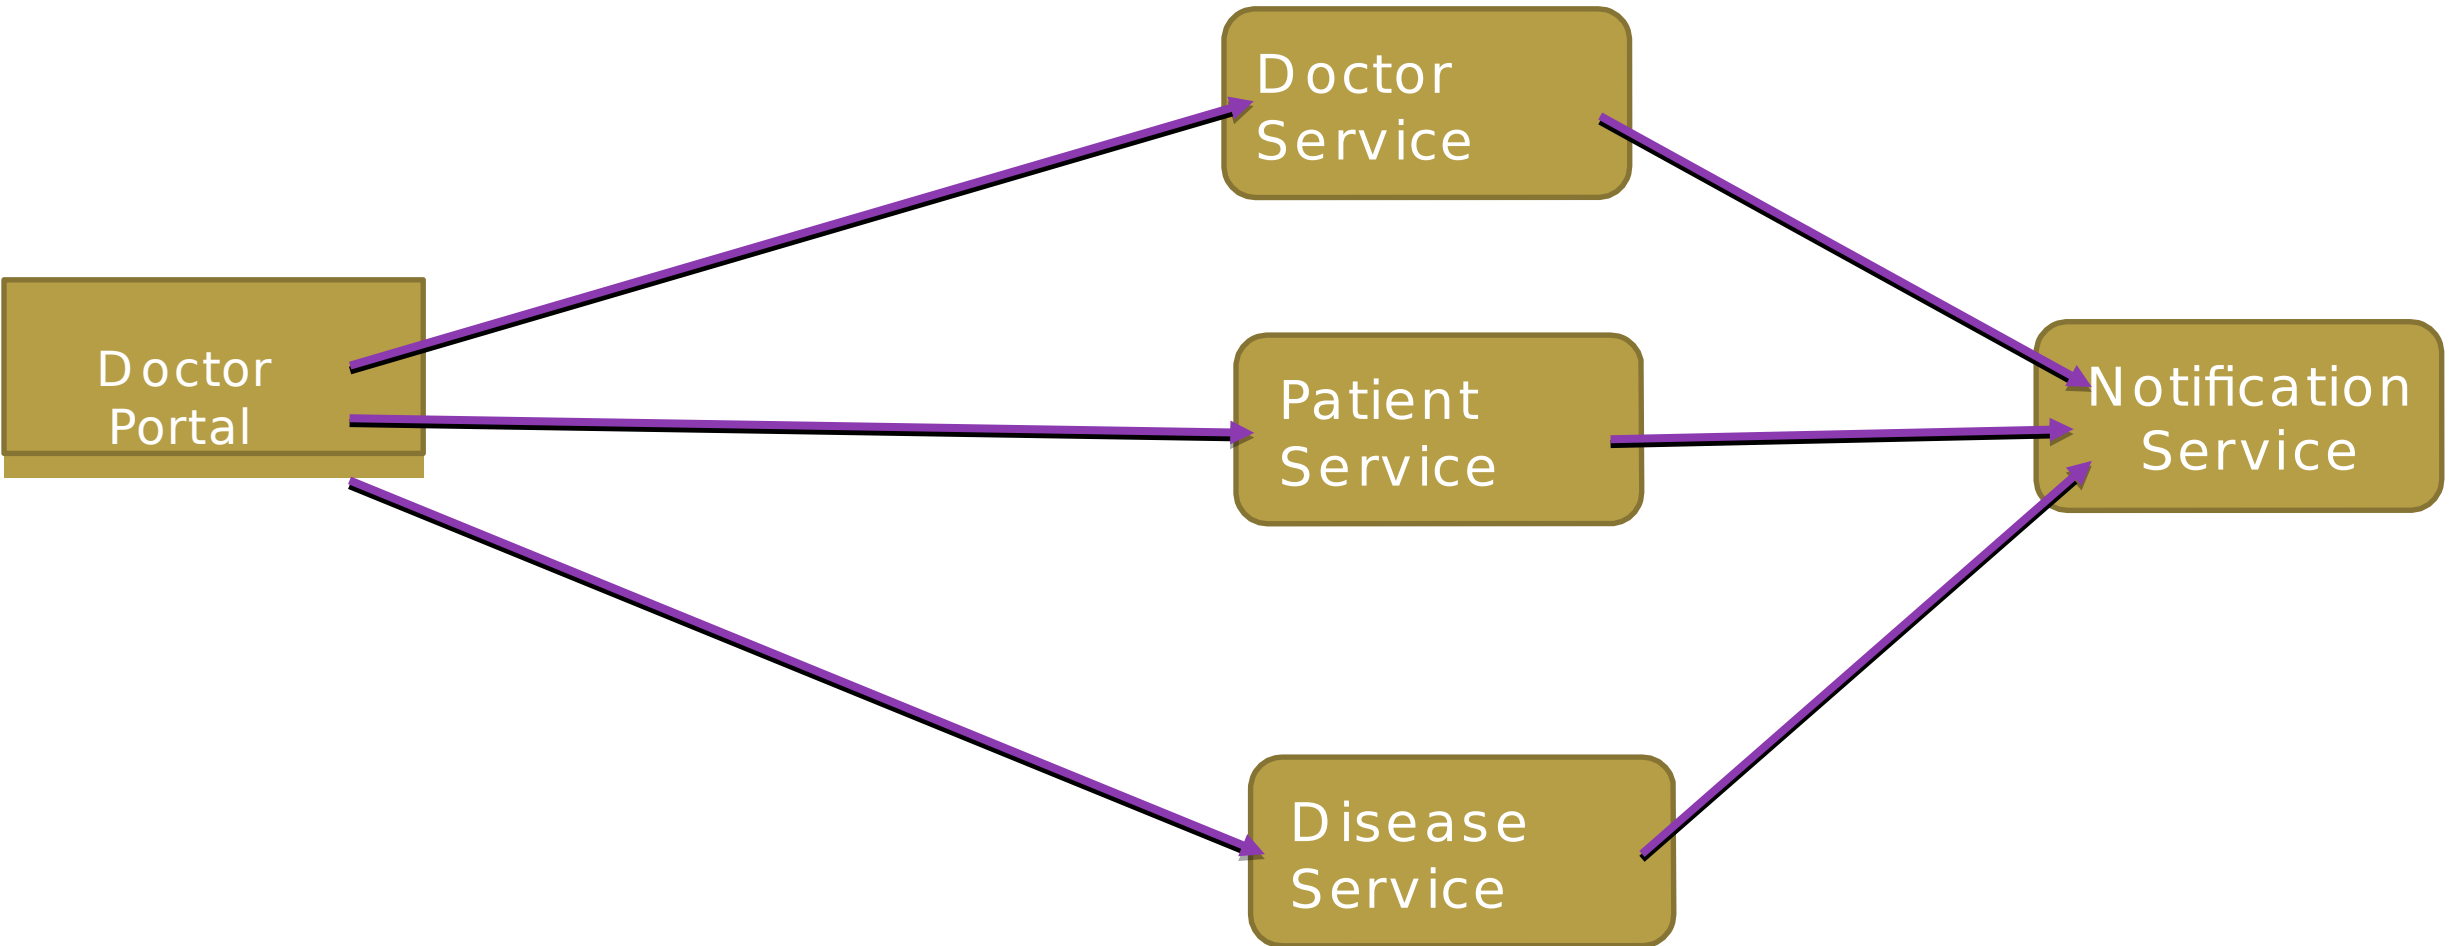 Doctor
Service
Doctor
Portal
Patient
Service
Notification
Service
Disease
Service